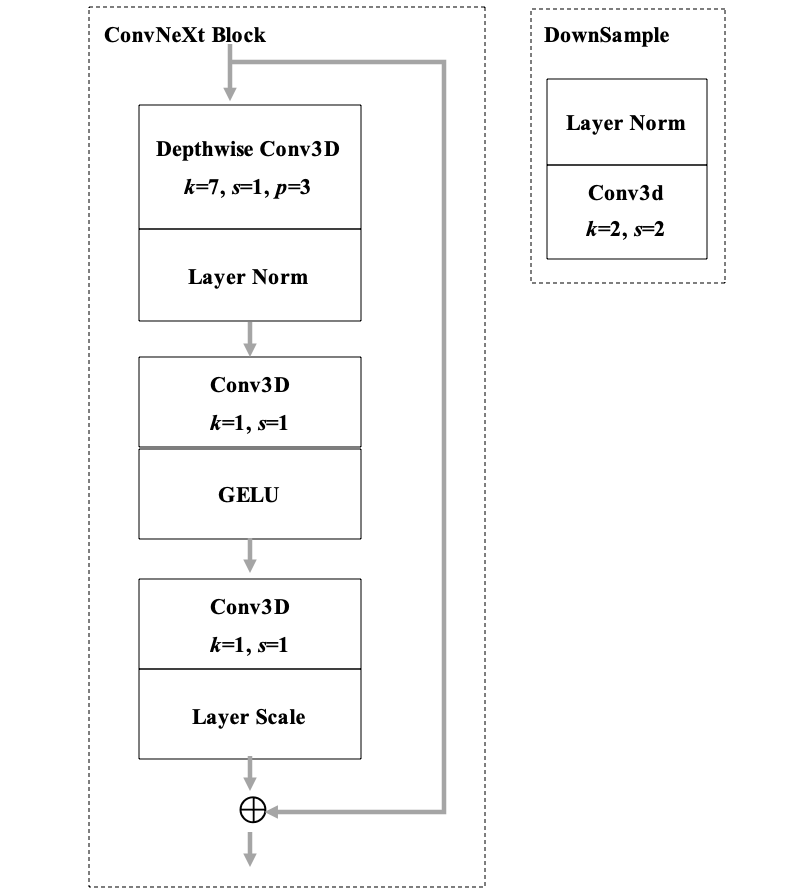 ConvNeXt Block
Depthwise Conv3D
k=7, s=1, p=3
Layer Norm
Conv3D
k=1, s=1
GELU
Conv3D
k=1, s=1
Layer Scale
DownSample
Layer Norm
Conv3d
k=2, s=2